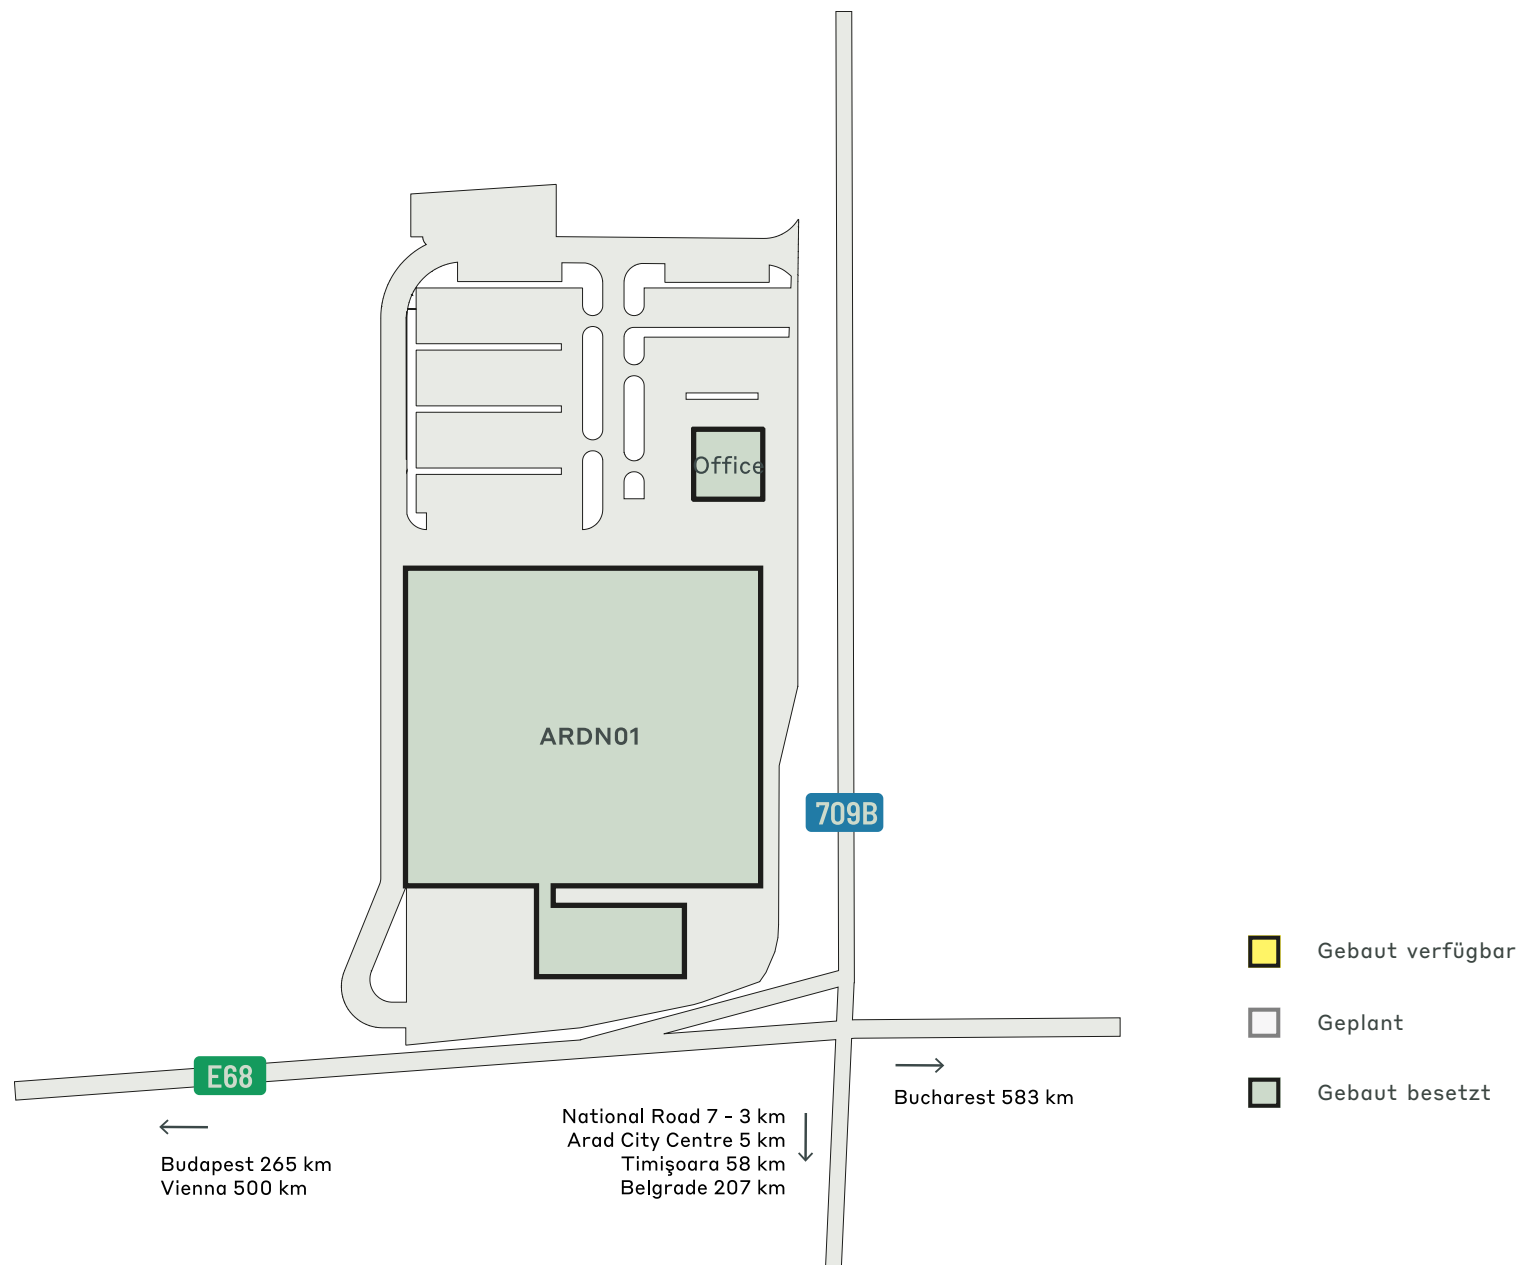 Office
ARDN01
709B
Gebaut verfügbar
Geplant
Gebaut besetzt
E68
Bucharest 583 km
National Road 7 - 3 km
Arad City Centre 5 km
Timişoara 58 km
Belgrade 207 km
Budapest 265 km
Vienna 500 km